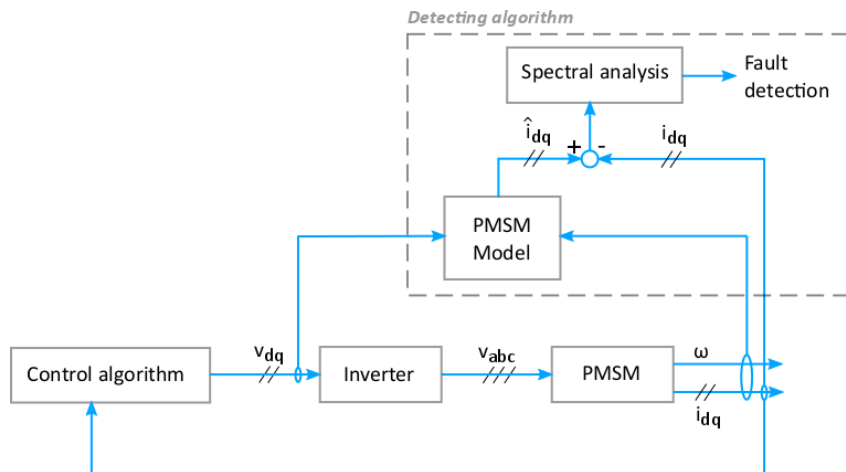 Detecting algorithm
Spectral analysis
Fault
detection
î_dq
+
-
i_dq
PMSM
Model
v_dq
v_abc
ω
Control algorithm
Inverter
PMSM
i_dq